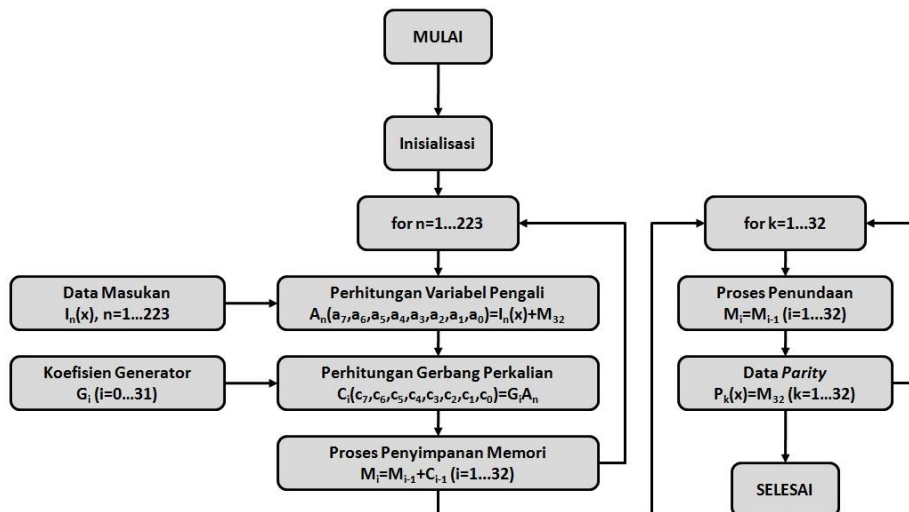 MULAI
Inisialisasi
for n=1...223
Data Masukan
Iₙ(x), n=1...223
Perhitungan Variabel Pengali
Aₙ(a₇,a₆,a₅,a₄,a₃,a₂,a₁,a₀)=Iₙ(x)+M₃₂
Koefisien Generator
Gᵢ (i=0...31)
Perhitungan Gerbang Perkalian
Cᵢ(c₇,c₆,c₅,c₄,c₃,c₂,c₁,c₀)=GᵢAₙ
Proses Penyimpanan Memori
Mᵢ=Mᵢ₋₁+Cᵢ₋₁ (i=1...32)
for k=1...32
Proses Penundaan
Mᵢ=Mᵢ₋₁ (i=1...32)
Data Parity
Pₖ(x)=M₃₂ (k=1...32)
SELESAI